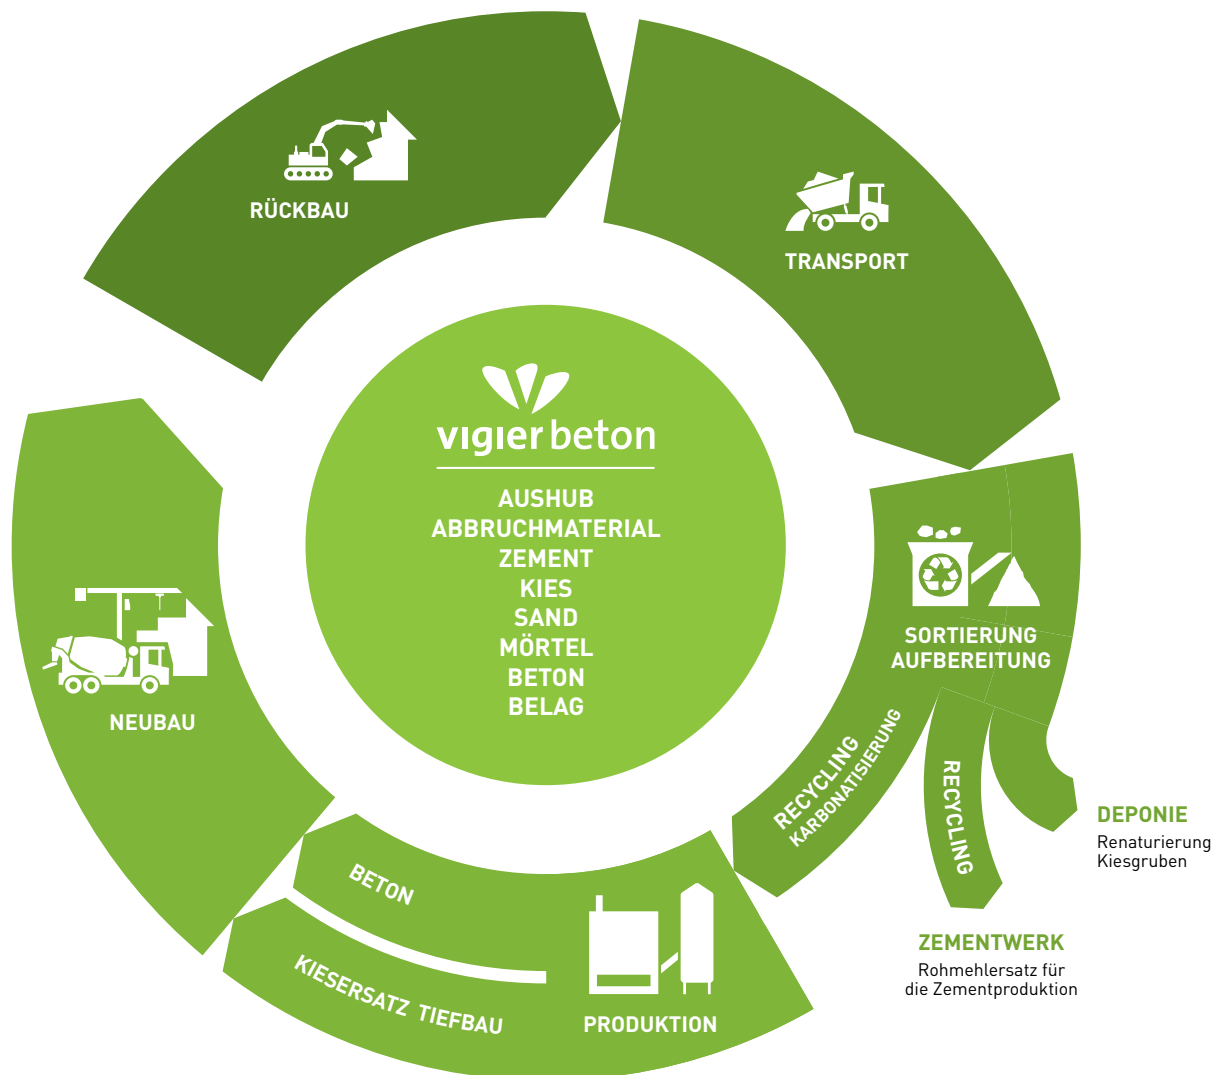 RÜCKBAU
TRANSPORT
vigier beton
AUSHUB
ABBRUCHMATERIAL
ZEMENT
KIES
SAND
MÖRTEL
BETON
BELAG
SORTIERUNG
AUFBEREITUNG
RECYCLING
KARBONATISIERUNG
RECYCLING
DEPONIE
Renaturierung
Kiesgruben
ZEMENTWERK
Rohmehlersatz für
die Zementproduktion
PRODUKTION
BETON
KIESERSATZ TIEFBAU
NEUBAU